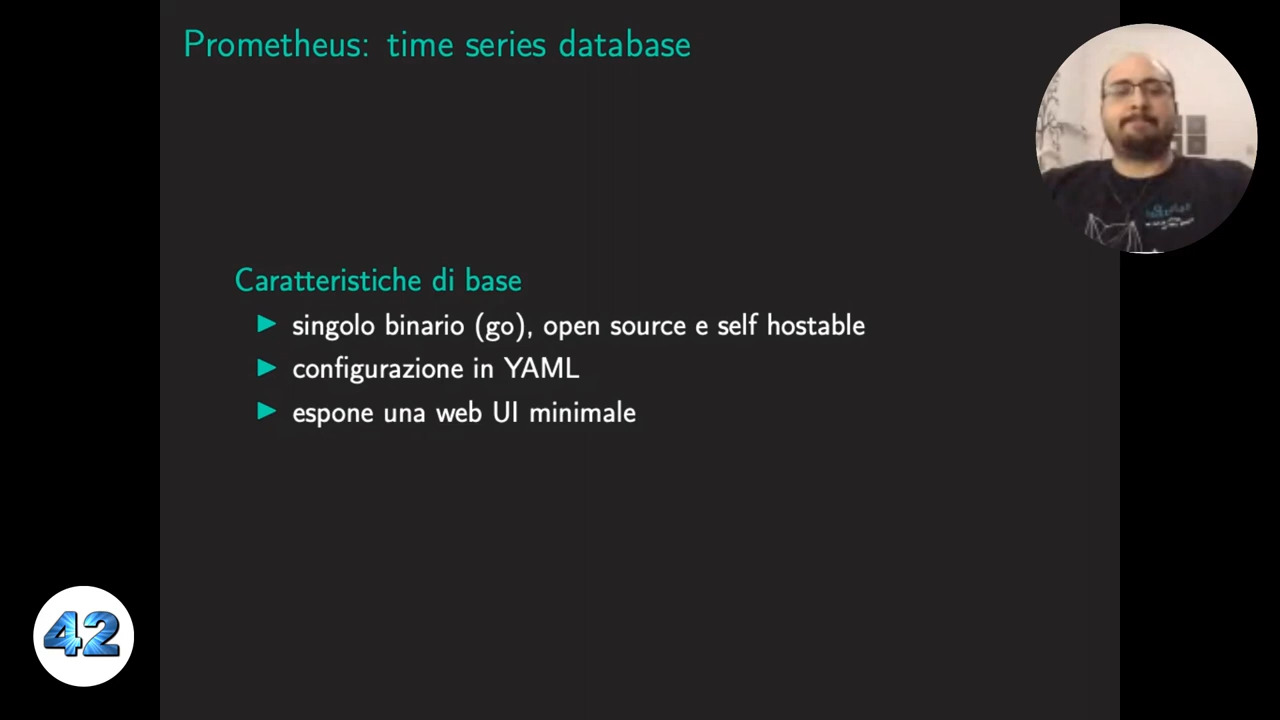 Prometheus: time series database
Caratteristiche di base
▶ singolo binario (go), open source e self hostable
▶ configurazione in YAML
▶ espone una web UI minimale
42